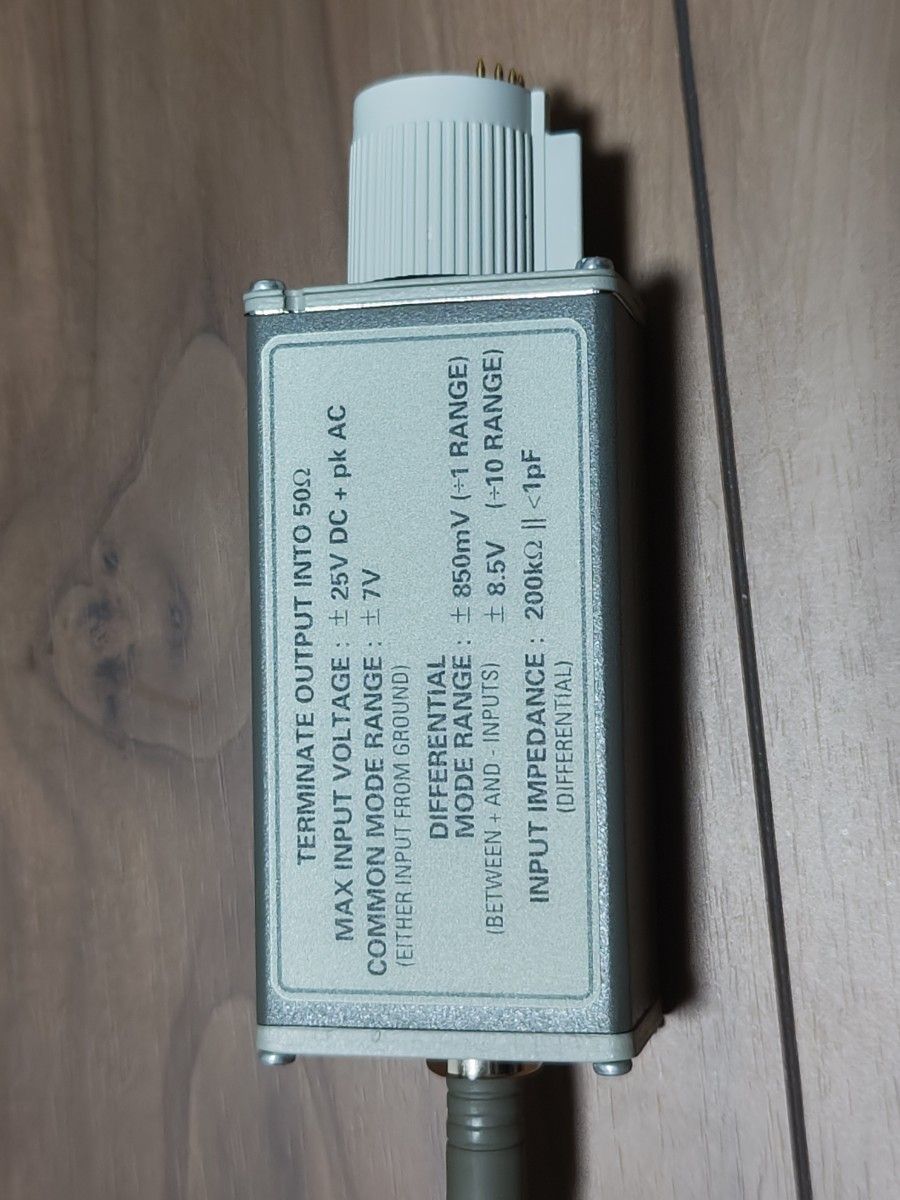 TERMINATE OUTPUT INTO 50Ω
MAX INPUT VOLTAGE : ± 25V DC + pk AC
COMMON MODE RANGE : ± 7V
(EITHER INPUT FROM GROUND)
DIFFERENTIAL
MODE RANGE : ± 850mV (÷1 RANGE)
(BETWEEN + AND - INPUTS) ± 8.5V (÷10 RANGE)
INPUT IMPEDANCE : 200kΩ || <1pF
(DIFFERENTIAL)